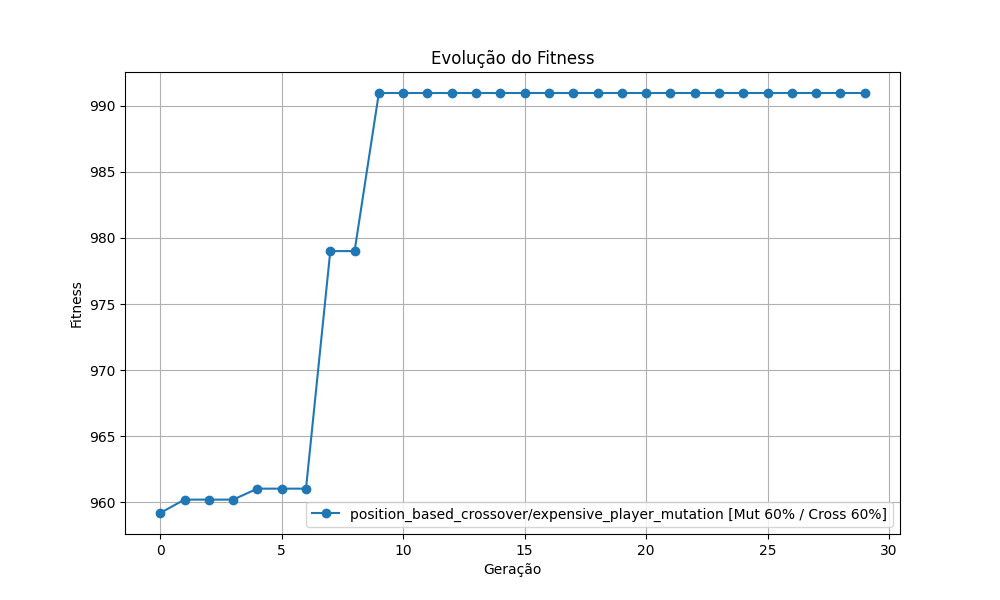 Evolução do Fitness
Fitness
990
985
980
975
970
965
960
position_based_crossover/expensive_player_mutation [Mut 60% / Cross 60%]
0 5 10 15 20 25 30
Geração